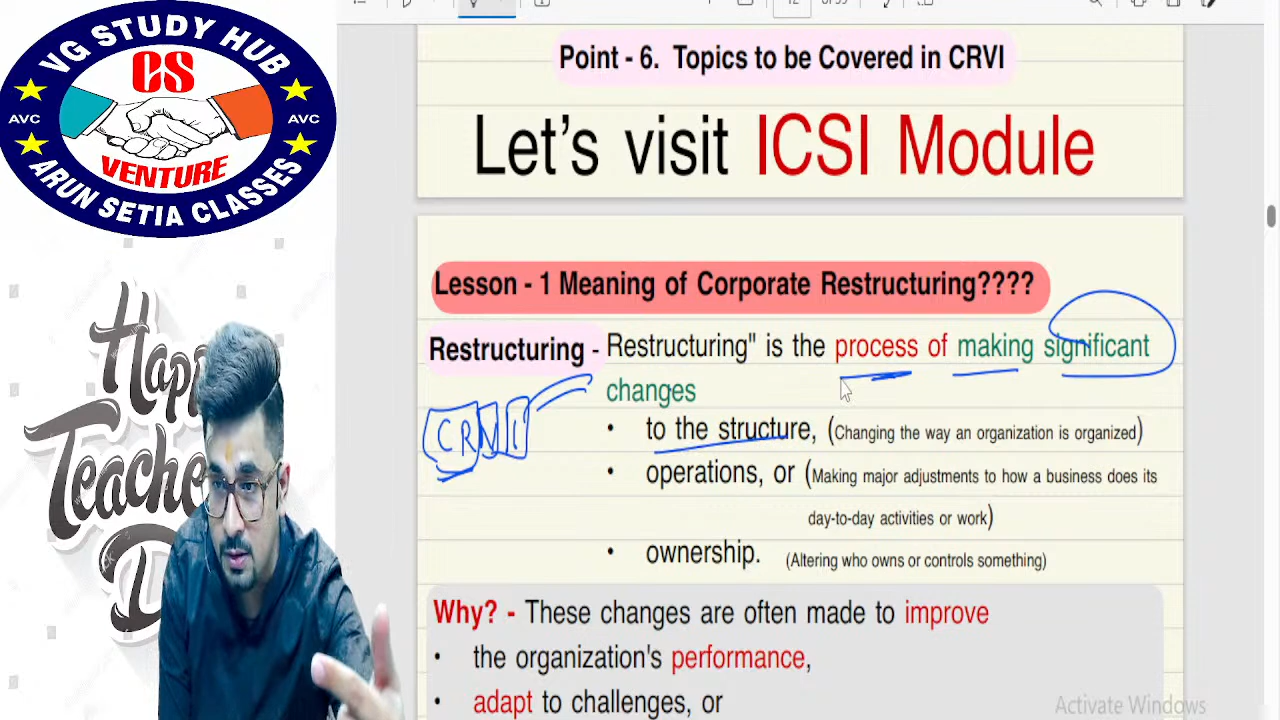 VG STUDY HUB
CS
AVC
AVC
VENTURE
ARUN SETIA CLASSES
Point - 6. Topics to be Covered in CRVI
Let's visit ICSI Module
Lesson - 1 Meaning of Corporate Restructuring????
Restructuring - Restructuring" is the process of making significant
changes
• to the structure, (Changing the way an organization is organized)
CRVI
• operations, or (Making major adjustments to how a business does its
day-to-day activities or work)
• ownership. (Altering who owns or controls something)
Why? - These changes are often made to improve
• the organization's performance,
• adapt to challenges, or
Activate Windows